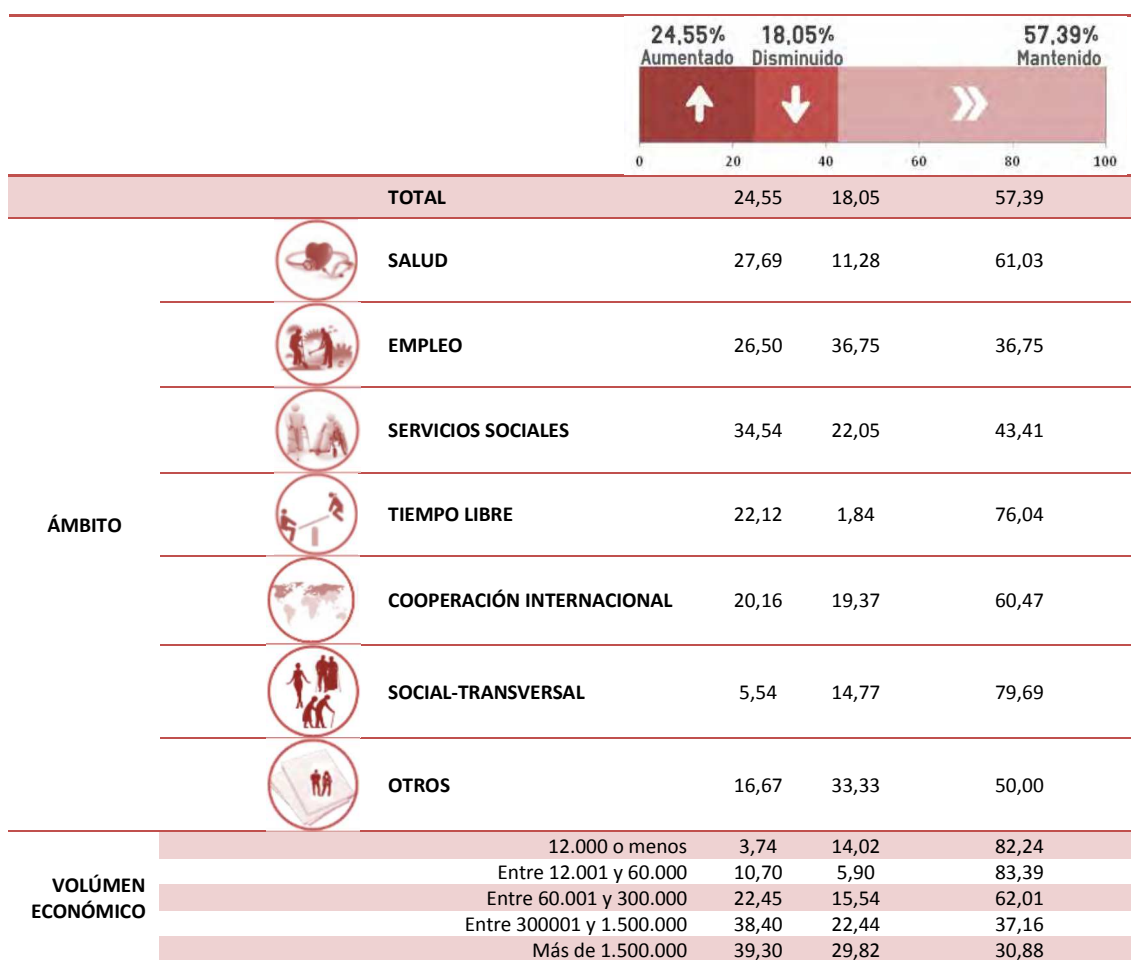 24,55% 18,05% 57,39%
Aumentado Disminuido Mantenido
0 20 40 60 80 100
TOTAL 24,55 18,05 57,39
SALUD 27,69 11,28 61,03
EMPLEO 26,50 36,75 36,75
SERVICIOS SOCIALES 34,54 22,05 43,41
ÁMBITO TIEMPO LIBRE 22,12 1,84 76,04
COOPERACIÓN INTERNACIONAL 20,16 19,37 60,47
SOCIAL-TRANSVERSAL 5,54 14,77 79,69
OTROS 16,67 33,33 50,00
VOLÚMEN ECONÓMICO
12.000 o menos 3,74 14,02 82,24
Entre 12.001 y 60.000 10,70 5,90 83,39
Entre 60.001 y 300.000 22,45 15,54 62,01
Entre 300001 y 1.500.000 38,40 22,44 37,16
Más de 1.500.000 39,30 29,82 30,88